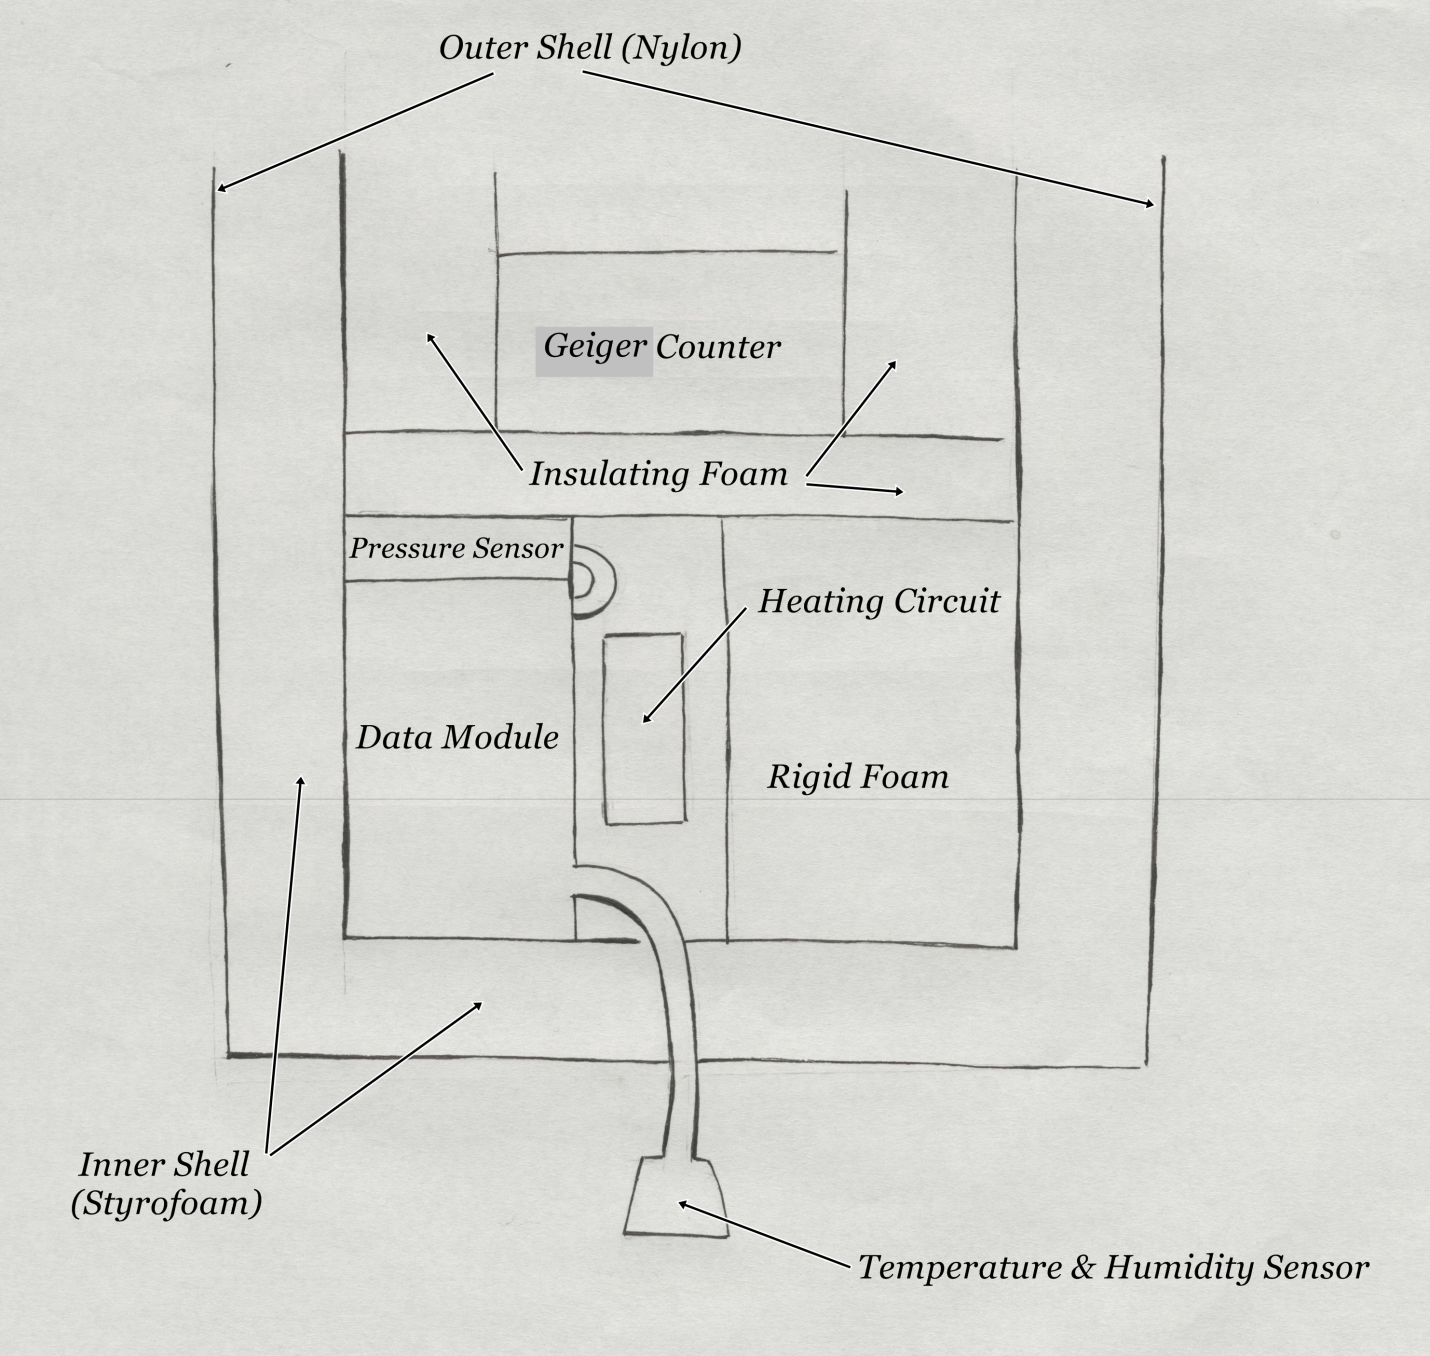 Outer Shell (Nylon)
Geiger Counter
Insulating Foam
Pressure Sensor
Heating Circuit
Data Module
Rigid Foam
Inner Shell
(Styrofoam)
Temperature & Humidity Sensor